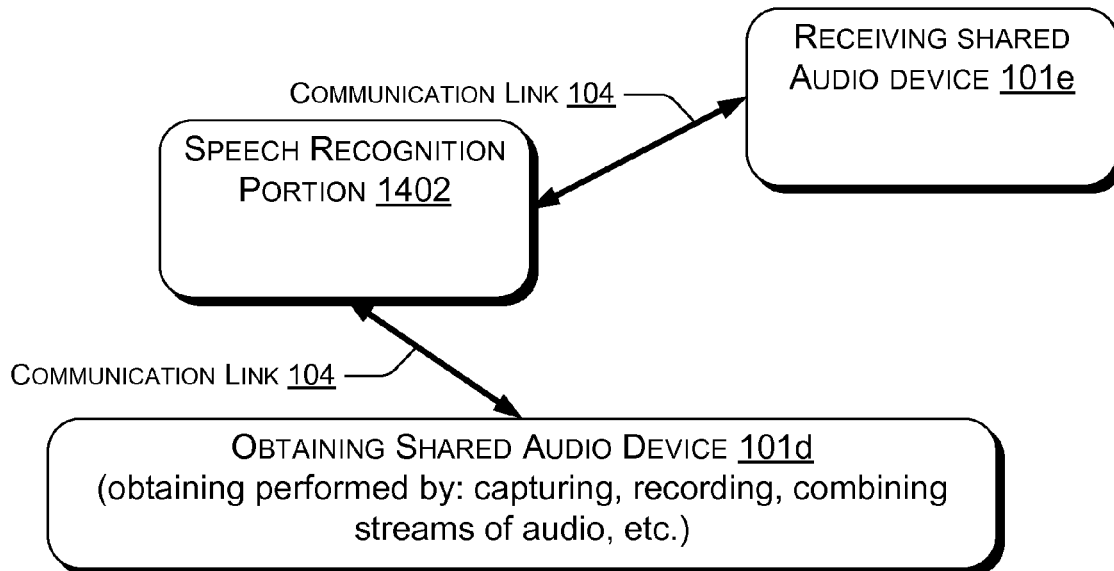 RECEIVING SHARED
AUDIO DEVICE 101e
COMMUNICATION LINK 104
SPEECH RECOGNITION
PORTION 1402
COMMUNICATION LINK 104
OBTAINING SHARED AUDIO DEVICE 101d
(obtaining performed by: capturing, recording, combining
streams of audio, etc.)